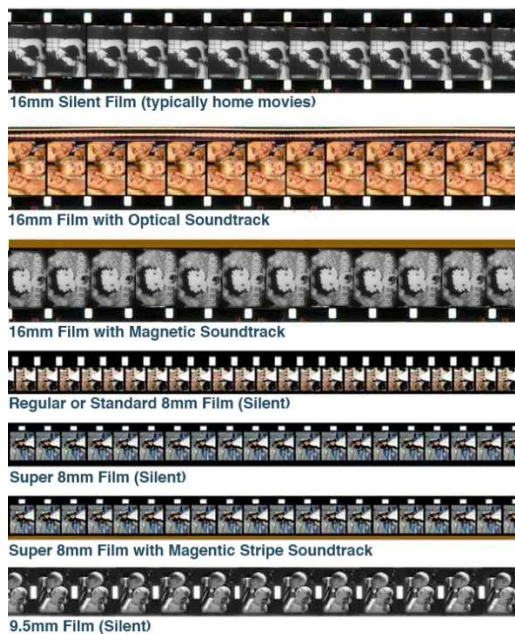 16mm Silent Film (typically home movies)
16mm Film with Optical Soundtrack
16mm Film with Magnetic Soundtrack
Regular or Standard 8mm Film (Silent)
Super 8mm Film (Silent)
Super 8mm Film with Magentic Stripe Soundtrack
9.5mm Film (Silent)